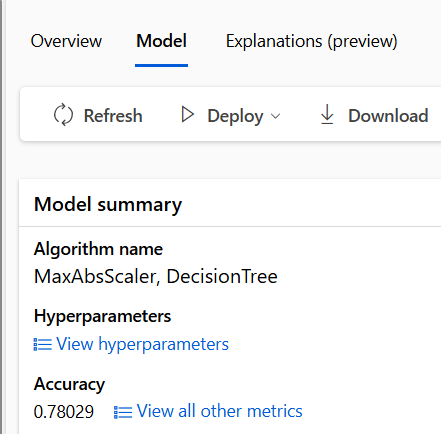 Overview Model Explanations (preview)
Refresh Deploy Download
Model summary
Algorithm name
MaxAbsScaler, DecisionTree
Hyperparameters
View hyperparameters
Accuracy
0.78029 View all other metrics